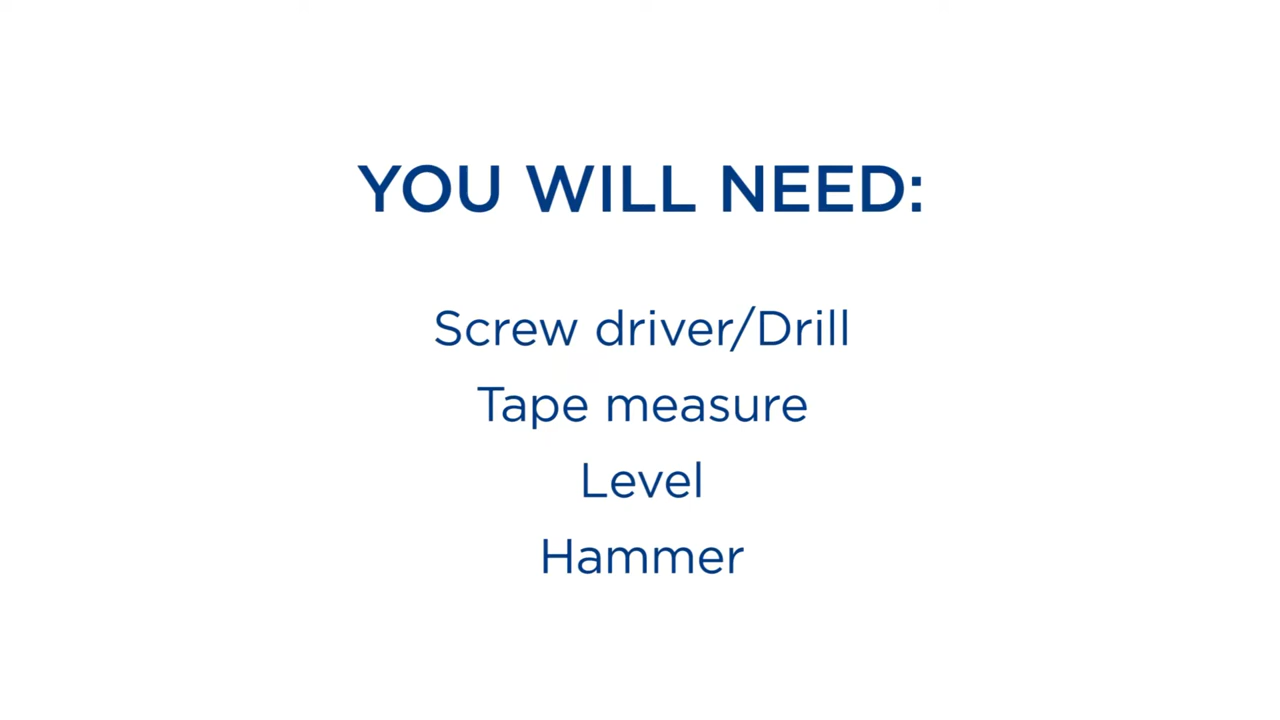 YOU WILL NEED:
Screw driver/Drill
Tape measure
Level
Hammer